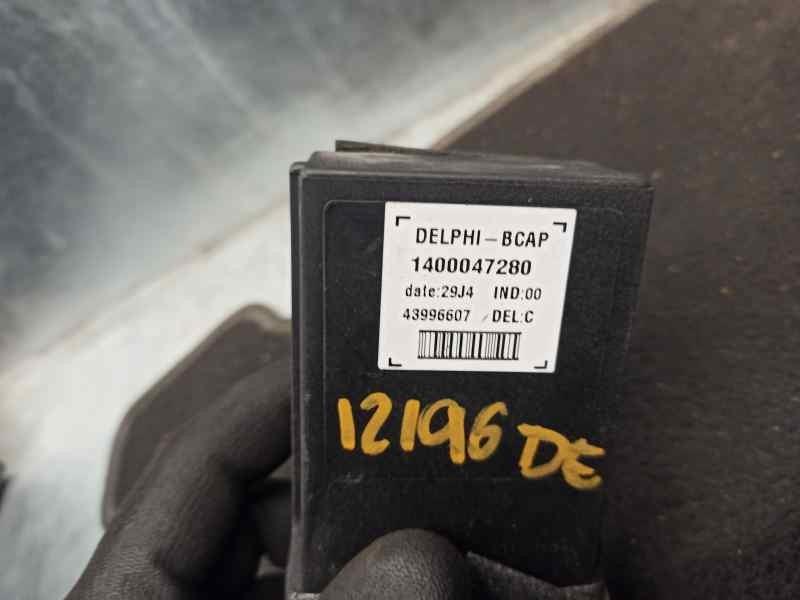 DELPHI-BCAP
1400047280
date:29J4 IND:00
43996607 / DEL:C
12196 DE